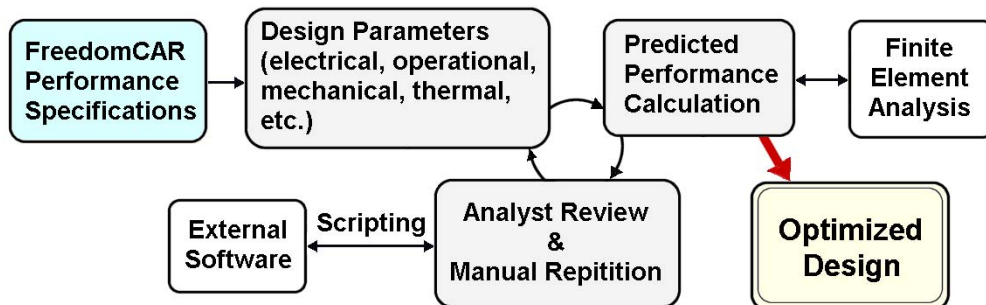 FreedomCAR
Performance
Specifications
Design Parameters
(electrical, operational,
mechanical, thermal,
etc.)
Predicted
Performance
Calculation
Finite
Element
Analysis
External
Software
Scripting
Analyst Review
&
Manual Repitition
Optimized
Design